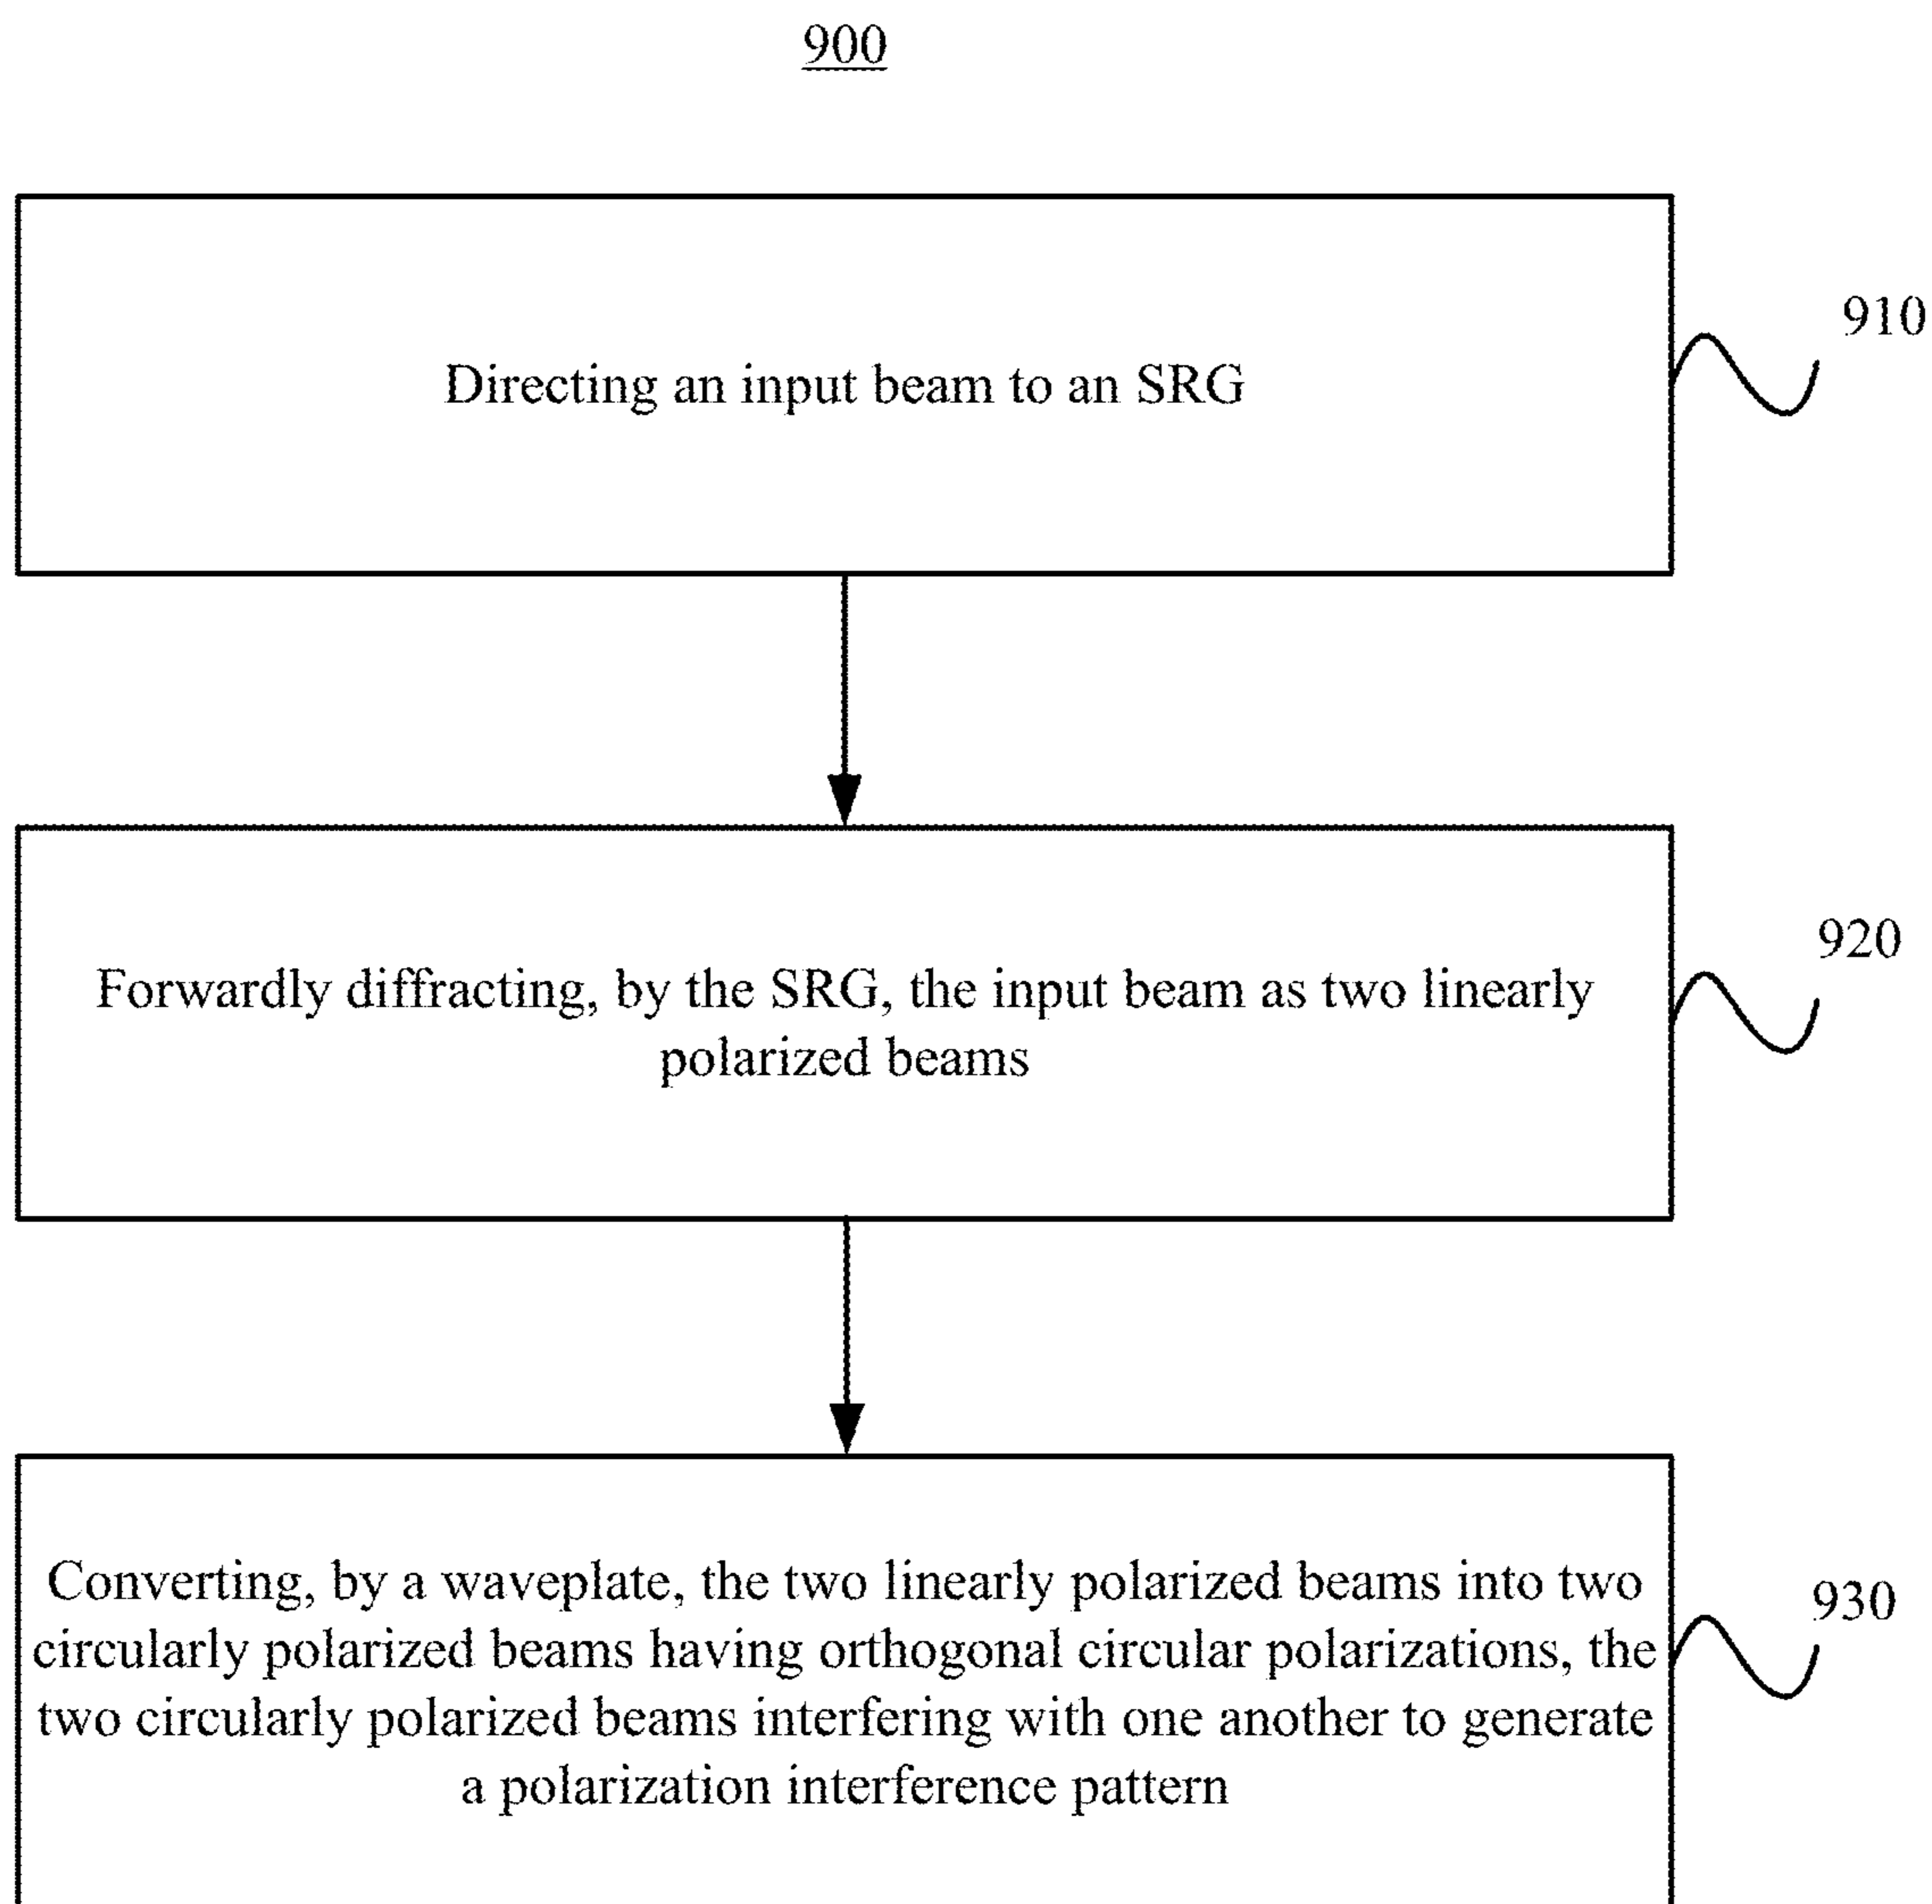 900
Directing an input beam to an SRG
910
Forwardly diffracting, by the SRG, the input beam as two linearly
polarized beams
920
Converting, by a waveplate, the two linearly polarized beams into two
circularly polarized beams having orthogonal circular polarizations, the
two circularly polarized beams interfering with one another to generate
a polarization interference pattern
930